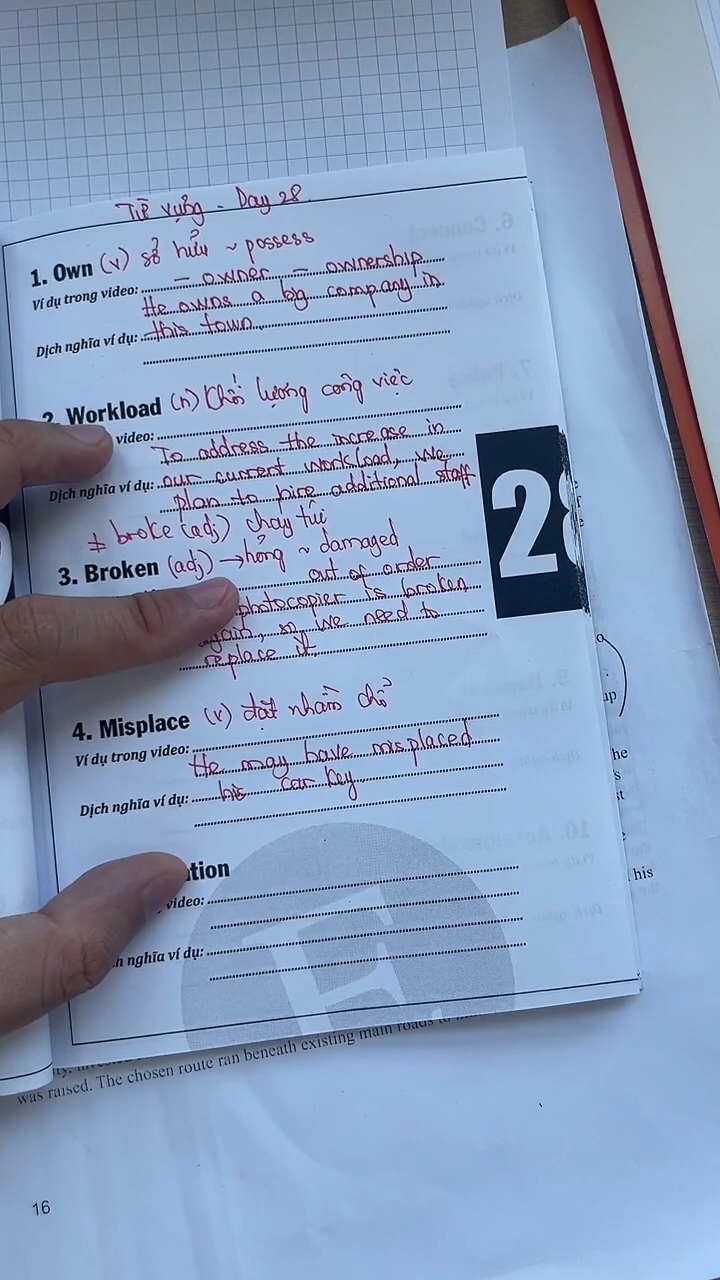 Từ vựng - Day 28
1. Own (v) sở hữu ~ possess
Ví dụ trong video: - owner - ownership
He owns a big company in
Dịch nghĩa ví dụ: this town
2. Workload (n) khối lượng công việc
video:
To address the increase in
Dịch nghĩa ví dụ: our current workload, we
plan to hire additional staff
≠ broke (adj) cháy túi
3. Broken (adj) → hỏng ~ damaged
out of order
photocopier is broken
again, so we need to
replace it
4. Misplace (v) đặt nhầm chỗ
Ví dụ trong video:
He may have misplaced
Dịch nghĩa ví dụ: his car key
tion
video:
nghĩa ví dụ:
28
up
he
his
was raised. The chosen route ran beneath existing main roads
16